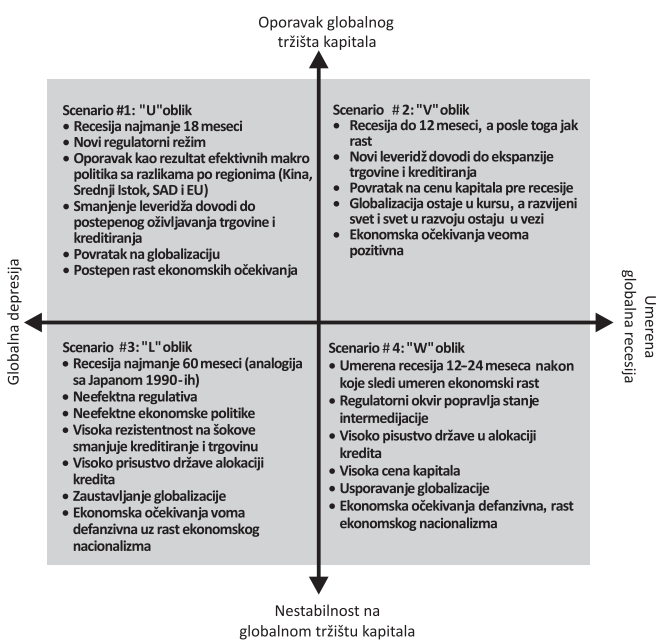 Oporavak globalnog
tržišta kapitala
Scenario #1: "U"oblik
• Recesija najmanje 18 meseci
• Novi regulatorni režim
• Oporavak kao rezultat efektivnih makro
politika sa razlikama po regionima (Kina,
Srednji Istok, SAD i EU)
• Smanjenje leveridža dovodi do
postepenog oživljavanja trgovine i
kreditiranja
• Povratak na globalizaciju
• Postepen rast ekonomskih očekivanja
Scenario # 2: "V"oblik
• Recesija do 12 meseci, a posle toga jak
rast
• Novi leveridž dovodi do ekspanzije
trgovine i kreditiranja
• Povratak na cenu kapitala pre recesije
• Globalizacija ostaje u kursu, a razvijeni
svet i svet u razvoju ostaju u vezi
• Ekonomska očekivanja veoma
pozitivna
Globalna depresija
Umerena
globalna recesija
Scenario #3: "L"oblik
• Recesija najmanje 60 meseci (analogija
sa Japanom 1990-ih)
• Neefektna regulativa
• Neefektne ekonomske politike
• Visoka rezistentnost na šokove
smanjuje kreditiranje i trgovinu
• Visoko prisustvo države alokaciji
kredita
• Zaustavljanje globalizacije
• Ekonomska očekivanja voma
defanzivna uz rast ekonomskog
nacionalizma
Scenario # 4: "W"oblik
• Umerena recesija 12–24 meseca nakon
koje sledi umeren ekonomski rast
• Regulatorni okvir popravlja stanje
intermedijacije
• Visoko pisustvo države u alokaciji
kredita
• Visoka cena kapitala
• Usporavanje globalizacije
• Ekonomska očekivanja defanzivna, rast
ekonomskog nacionalizma
Nestabilnost na
globalnom tržištu kapitala